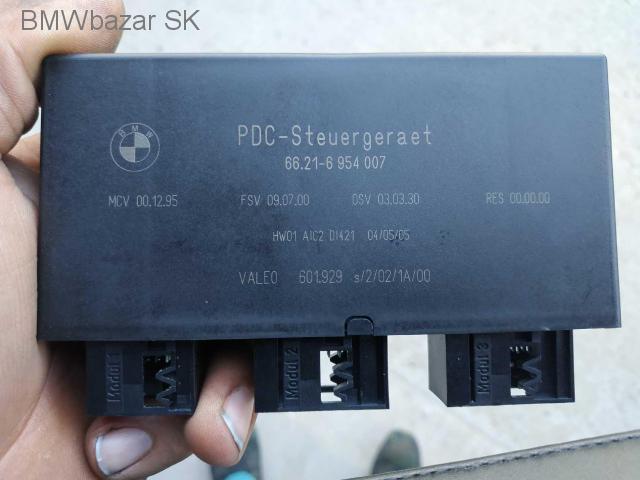 BMWbazar SK
BMW
PDC-Steuergeraet
66.21-6 954 007
MCV 00.12.95 FSV 09.07.00 OSV 03.03.30 RES 00.00.00
HW01 AIC2 DI421 04/05/05
VALEO 601.929 s/2/02/1A/00
Modul 1 Modul 2 Modul 3